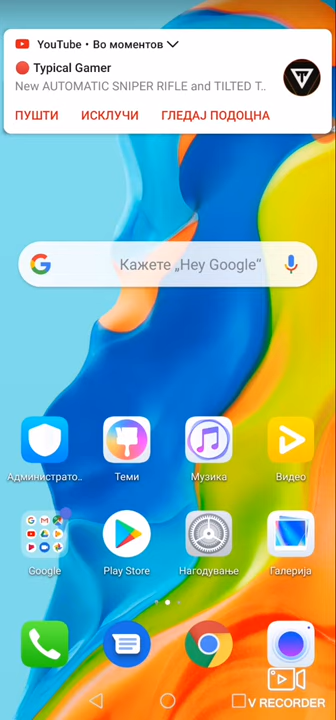 YouTube • Во моментов
Typical Gamer
New AUTOMATIC SNIPER RIFLE and TILTED T..
ПУШТИ ИСКЛУЧИ ГЛЕДАЈ ПОДОЦНА
Кажете „Hey Google“
Администрато.. Теми Музика Видео
Google Play Store Нагодување Галерија
V RECORDER